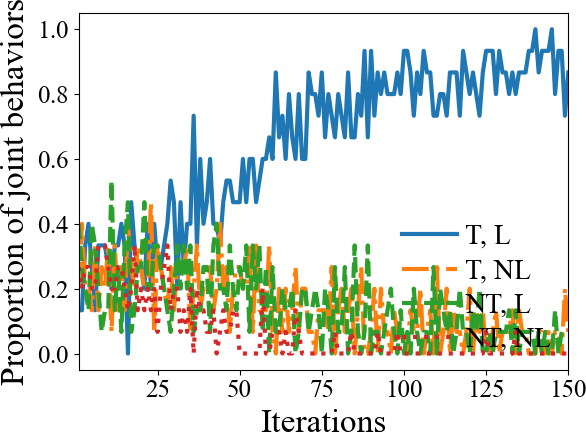 Proportion of joint behaviors
1.0
0.8
0.6
0.4
0.2
0.0
T, L
T, NL
NT, L
NT, NL
25 50 75 100 125 150
Iterations